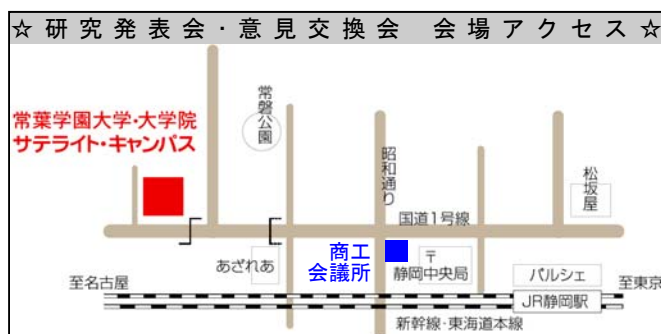 ☆研究発表会・意見交換会 会場アクセス☆
常葉学園大学・大学院
サテライト・キャンパス
常磐公園
昭和通り
松坂屋
国道1号線
あざれあ
商工
会議所
〒
静岡中央局
パルシェ
至名古屋
至東京
JR静岡駅
新幹線・東海道本線